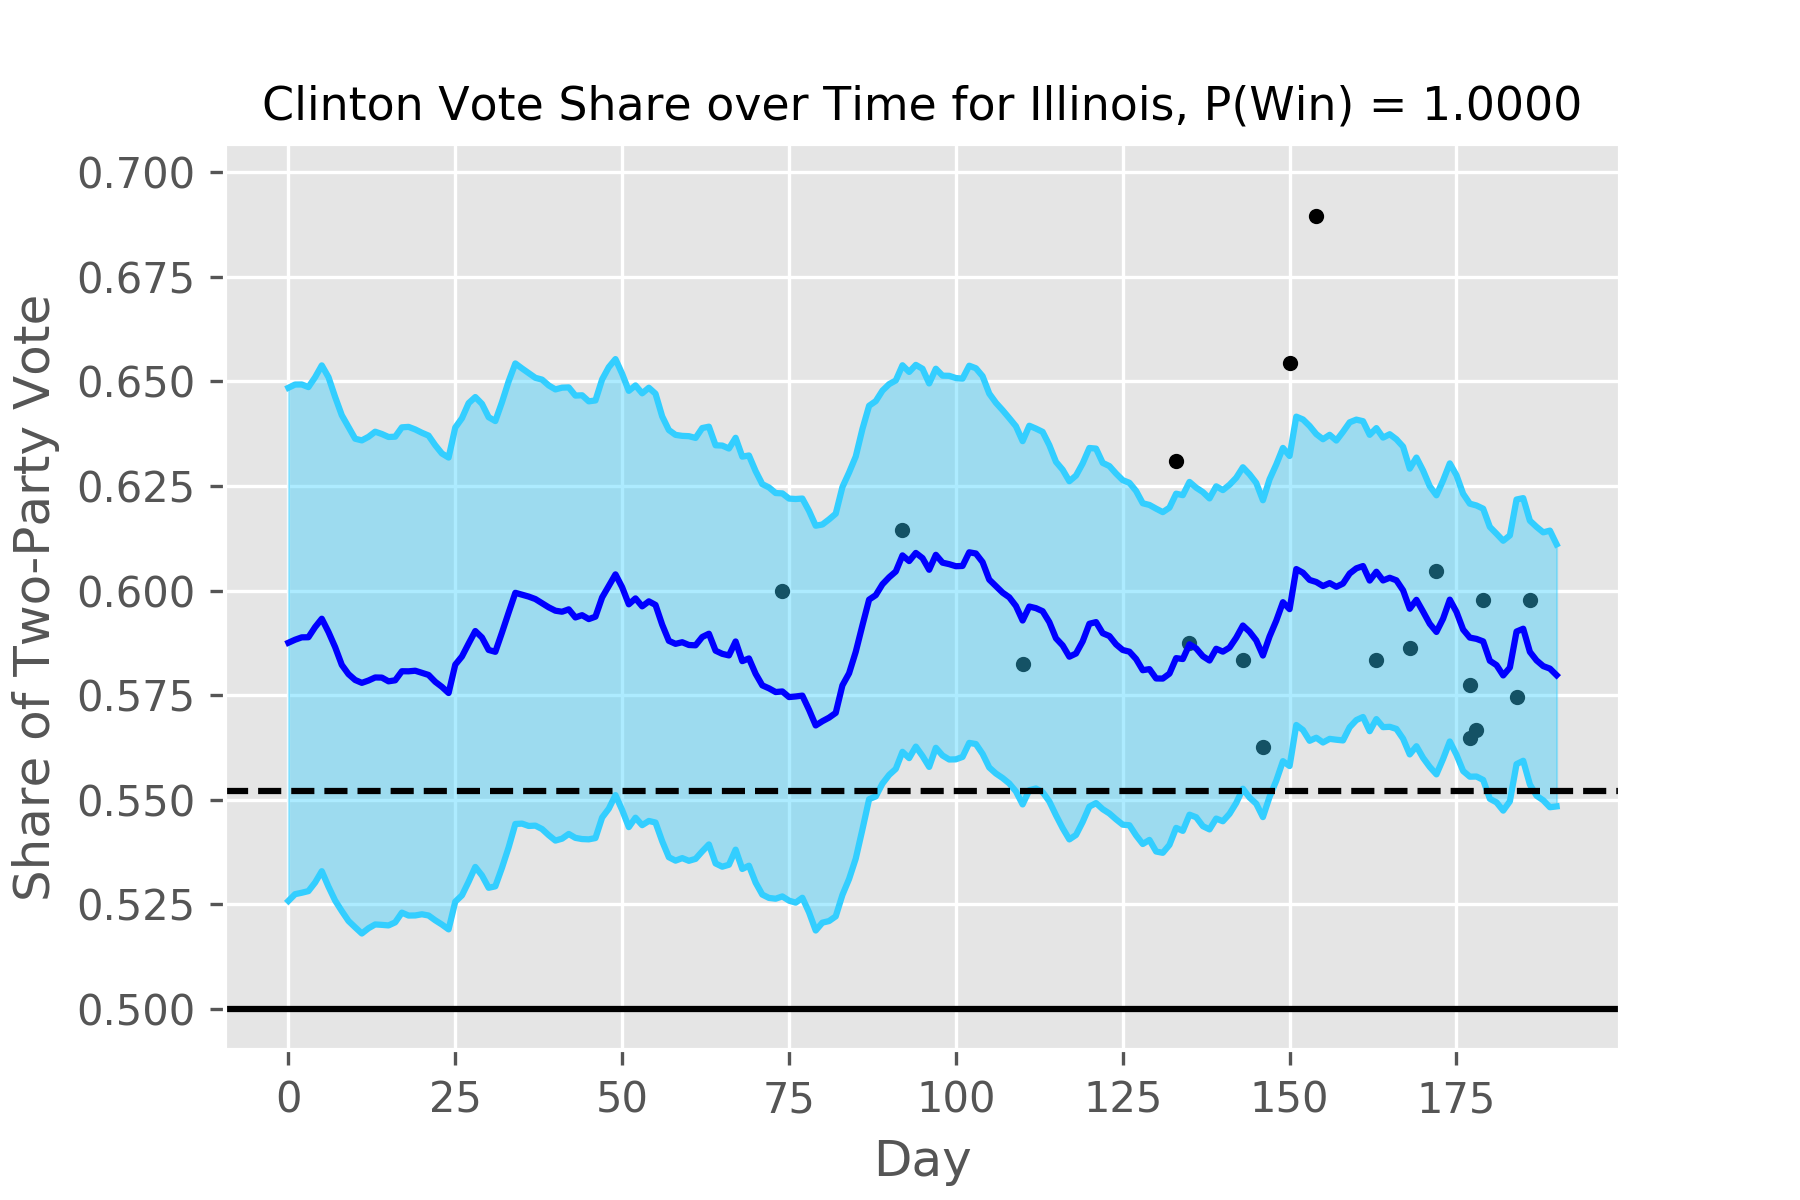 Clinton Vote Share over Time for Illinois, P(Win) = 1.0000
Share of Two-Party Vote
0.700
0.675
0.650
0.625
0.600
0.575
0.550
0.525
0.500
0 25 50 75 100 125 150 175
Day